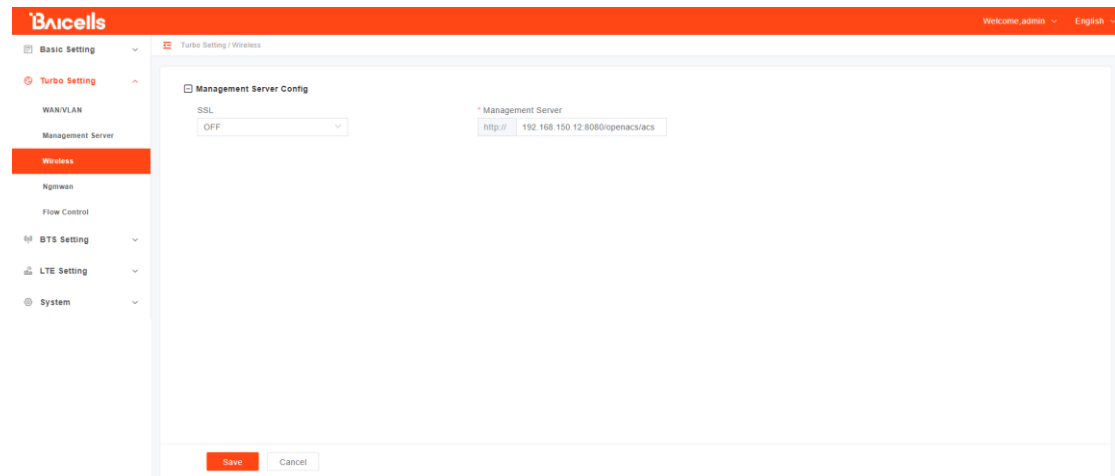 BAIcells
Welcome,admin
English
Basic Setting
Turbo Setting / Wireless
Turbo Setting
WAN/VLAN
Management Server
Wireless
Ngmwan
Flow Control
BTS Setting
LTE Setting
System
Management Server Config
SSL
* Management Server
OFF
http:// 192.168.150.12:8080/openacs/acs
Save
Cancel